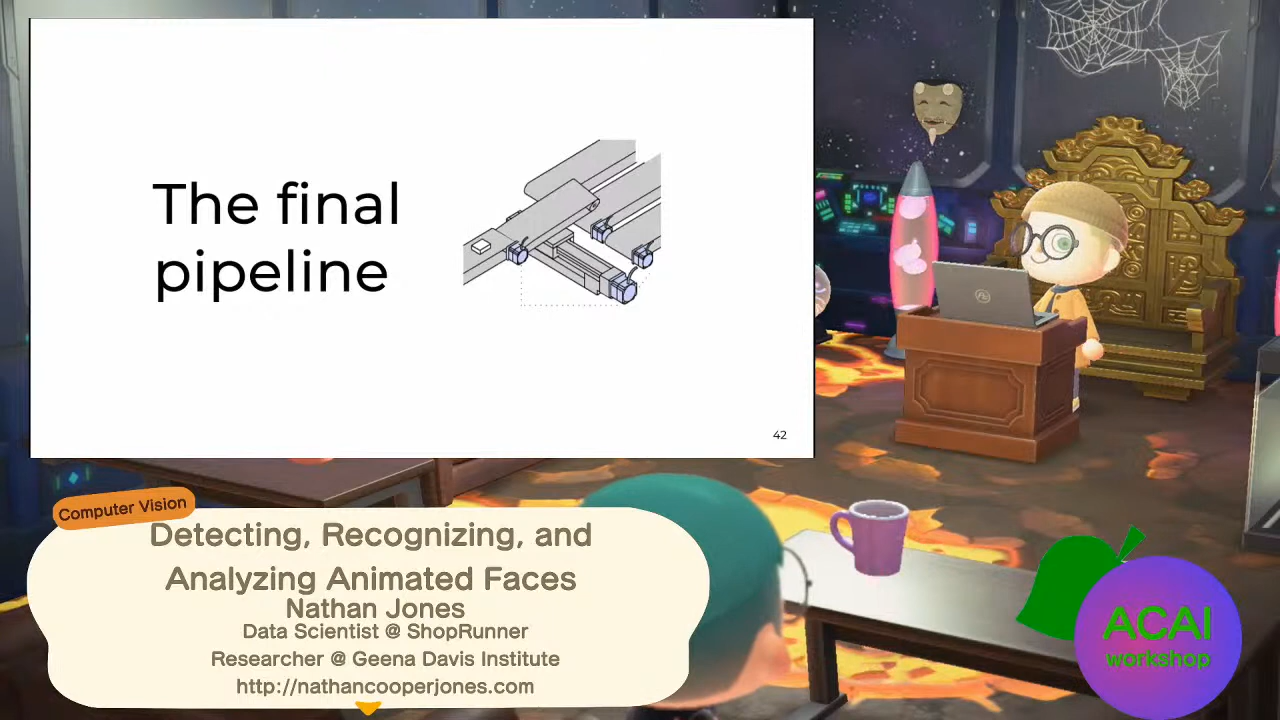 The final
pipeline
42
Computer Vision
Detecting, Recognizing, and
Analyzing Animated Faces
Nathan Jones
Data Scientist @ ShopRunner
Researcher @ Geena Davis Institute
http://nathancooperjones.com
ACAI
workshop